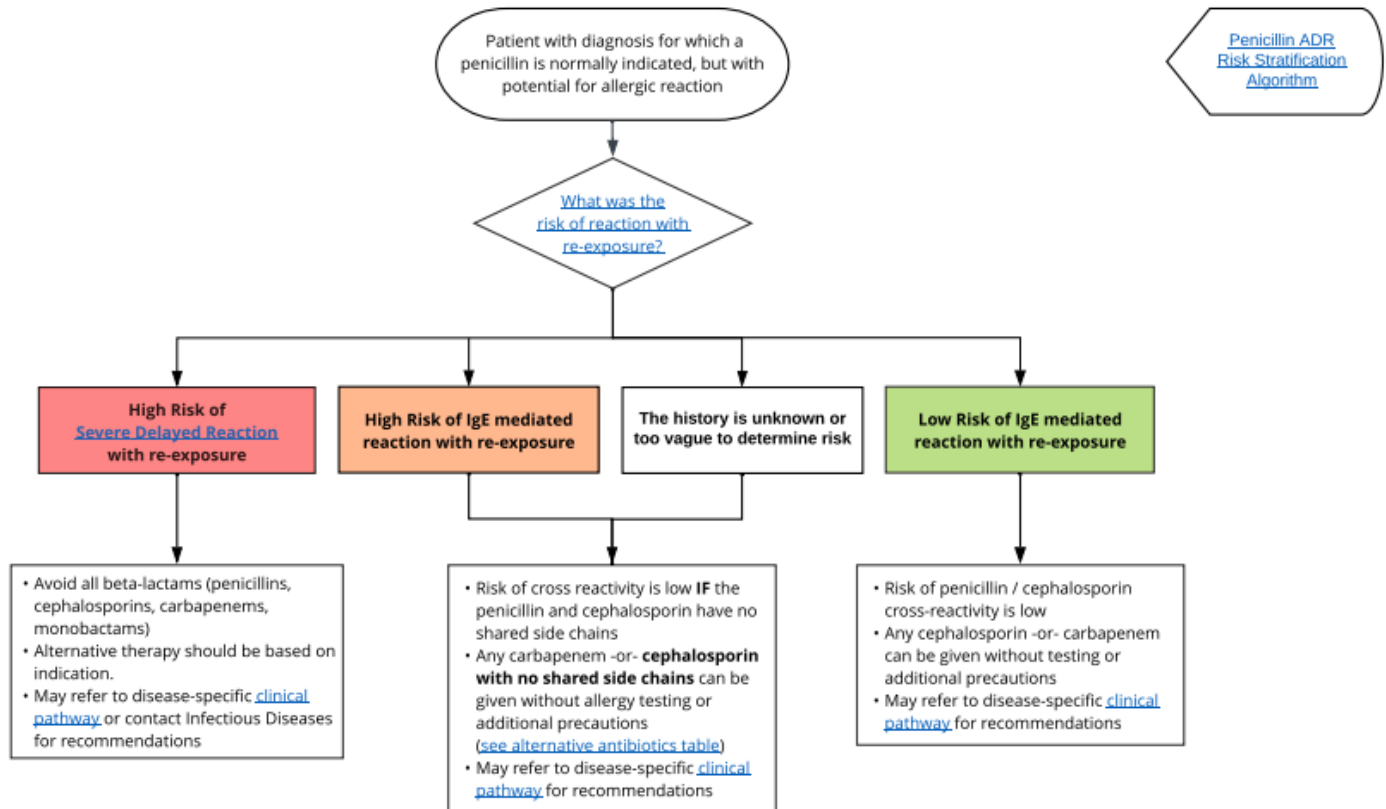 Patient with diagnosis for which a
penicillin is normally indicated, but with
potential for allergic reaction
Penicillin ADR
Risk Stratification
Algorithm
What was the
risk of reaction with
re-exposure?
High Risk of
Severe Delayed Reaction
with re-exposure
High Risk of IgE mediated
reaction with re-exposure
The history is unknown or
too vague to determine risk
Low Risk of IgE mediated
reaction with re-exposure
• Avoid all beta-lactams (penicillins,
cephalosporins, carbapenems,
monobactams)
• Alternative therapy should be based on
indication.
• May refer to disease-specific clinical
pathway or contact Infectious Diseases
for recommendations
• Risk of cross reactivity is low IF the
penicillin and cephalosporin have no
shared side chains
• Any carbapenem -or- cephalosporin
with no shared side chains can be
given without allergy testing or
additional precautions
(see alternative antibiotics table)
• May refer to disease-specific clinical
pathway for recommendations
• Risk of penicillin / cephalosporin
cross-reactivity is low
• Any cephalosporin -or- carbapenem
can be given without testing or
additional precautions
• May refer to disease-specific clinical
pathway for recommendations